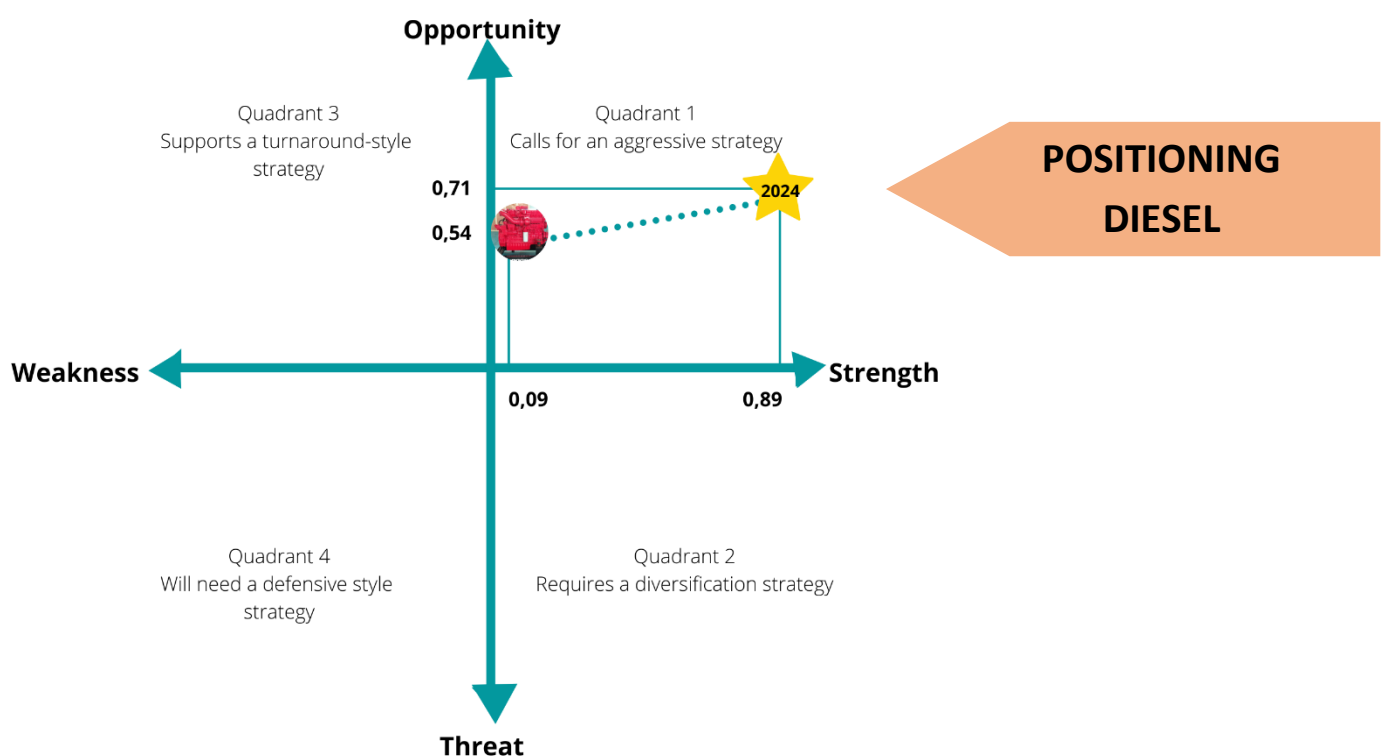 Opportunity
Quadrant 3
Supports a turnaround-style
strategy
Quadrant 1
Calls for an aggressive strategy
0,71
2024
0,54
POSITIONING
DIESEL
Weakness
Strength
0,09
0,89
Quadrant 4
Will need a defensive style
strategy
Quadrant 2
Requires a diversification strategy
Threat